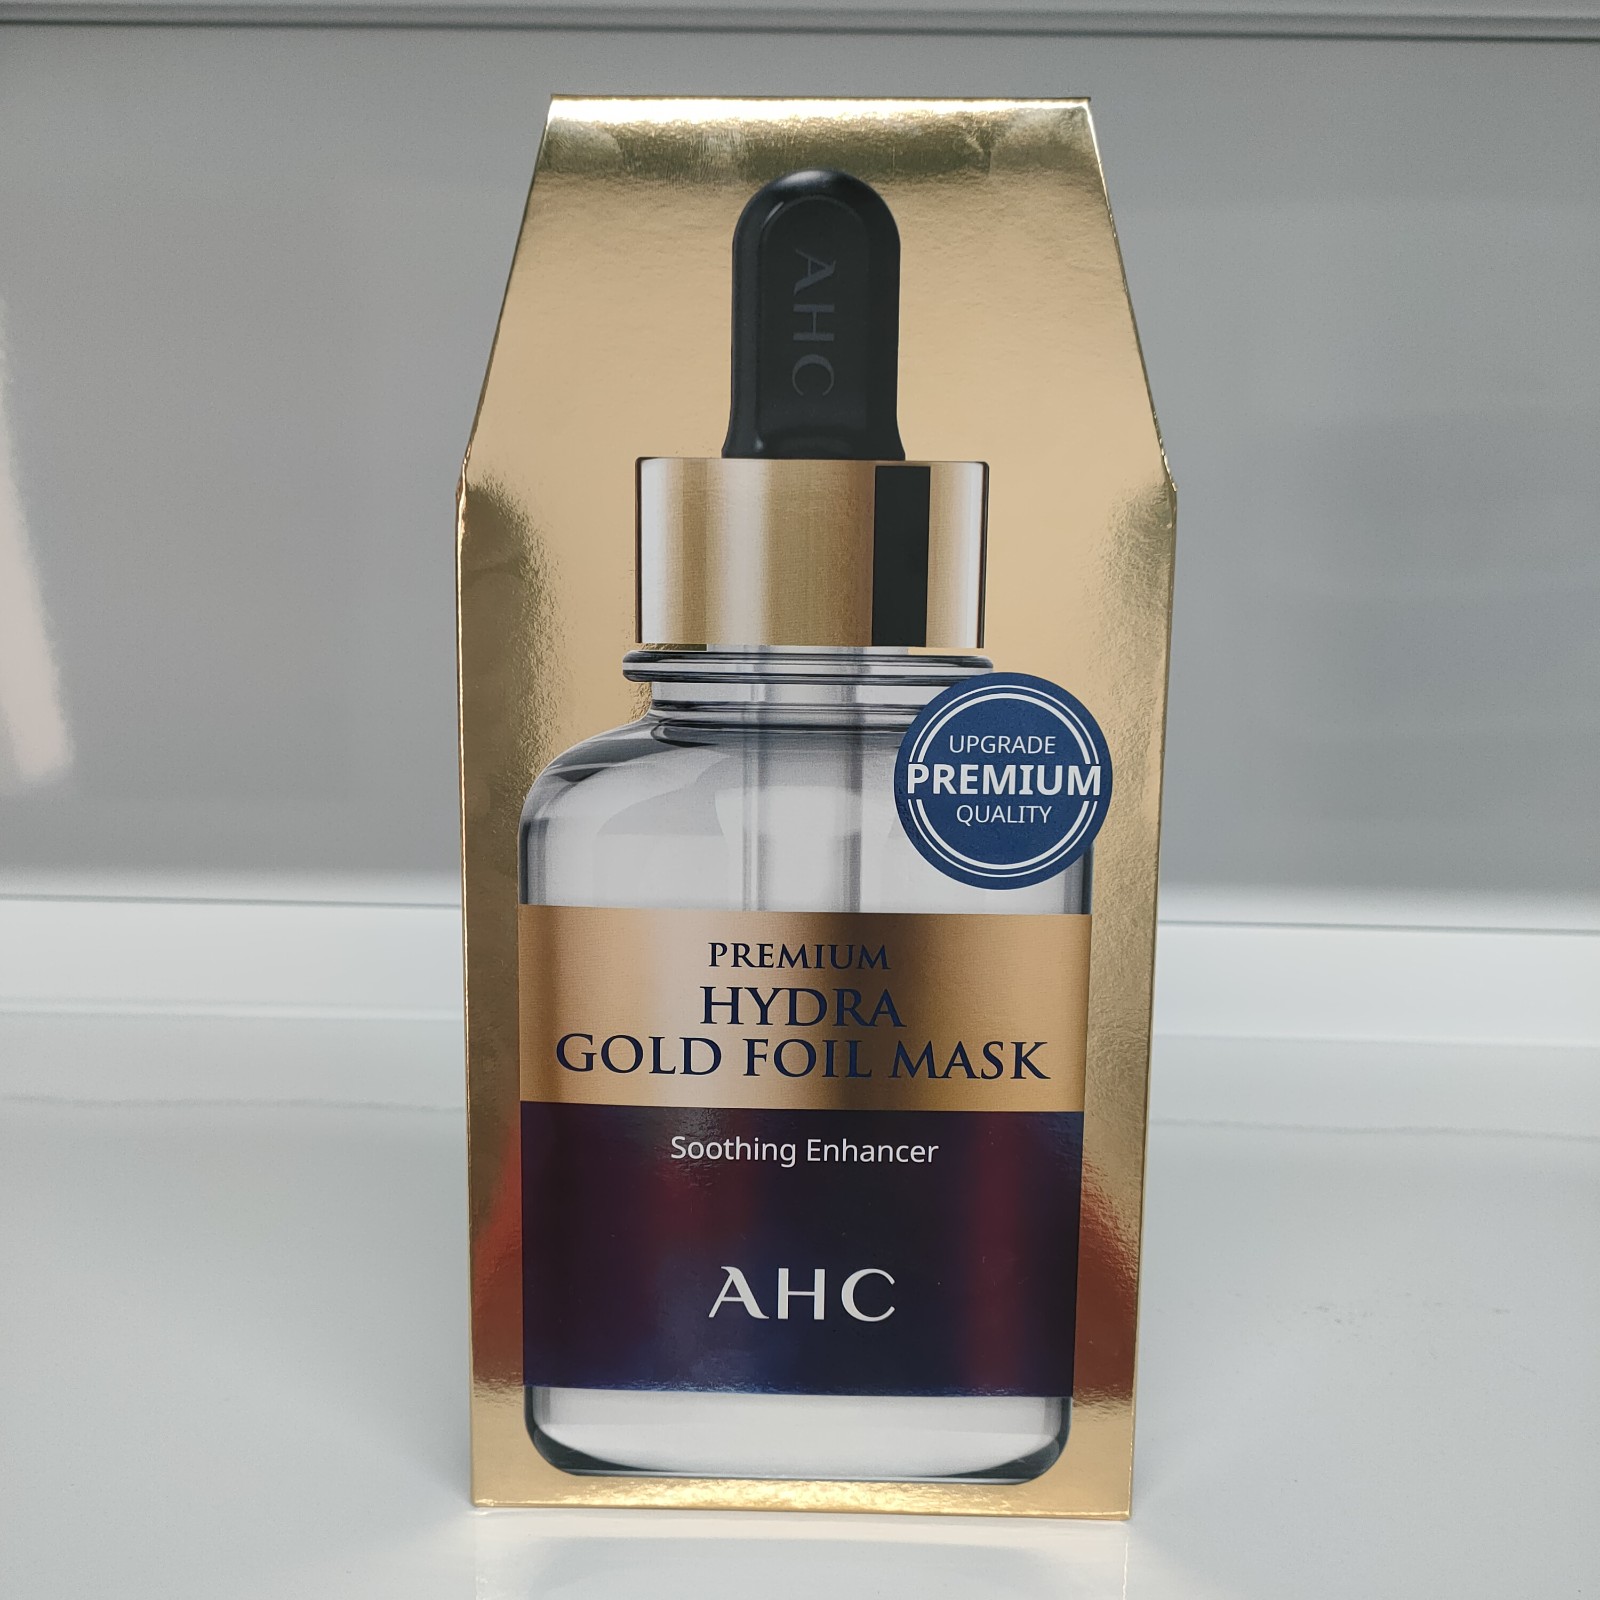 AHC
UPGRADE
PREMIUM
QUALITY
PREMIUM
HYDRA
GOLD FOIL MASK
Soothing Enhancer
AHC